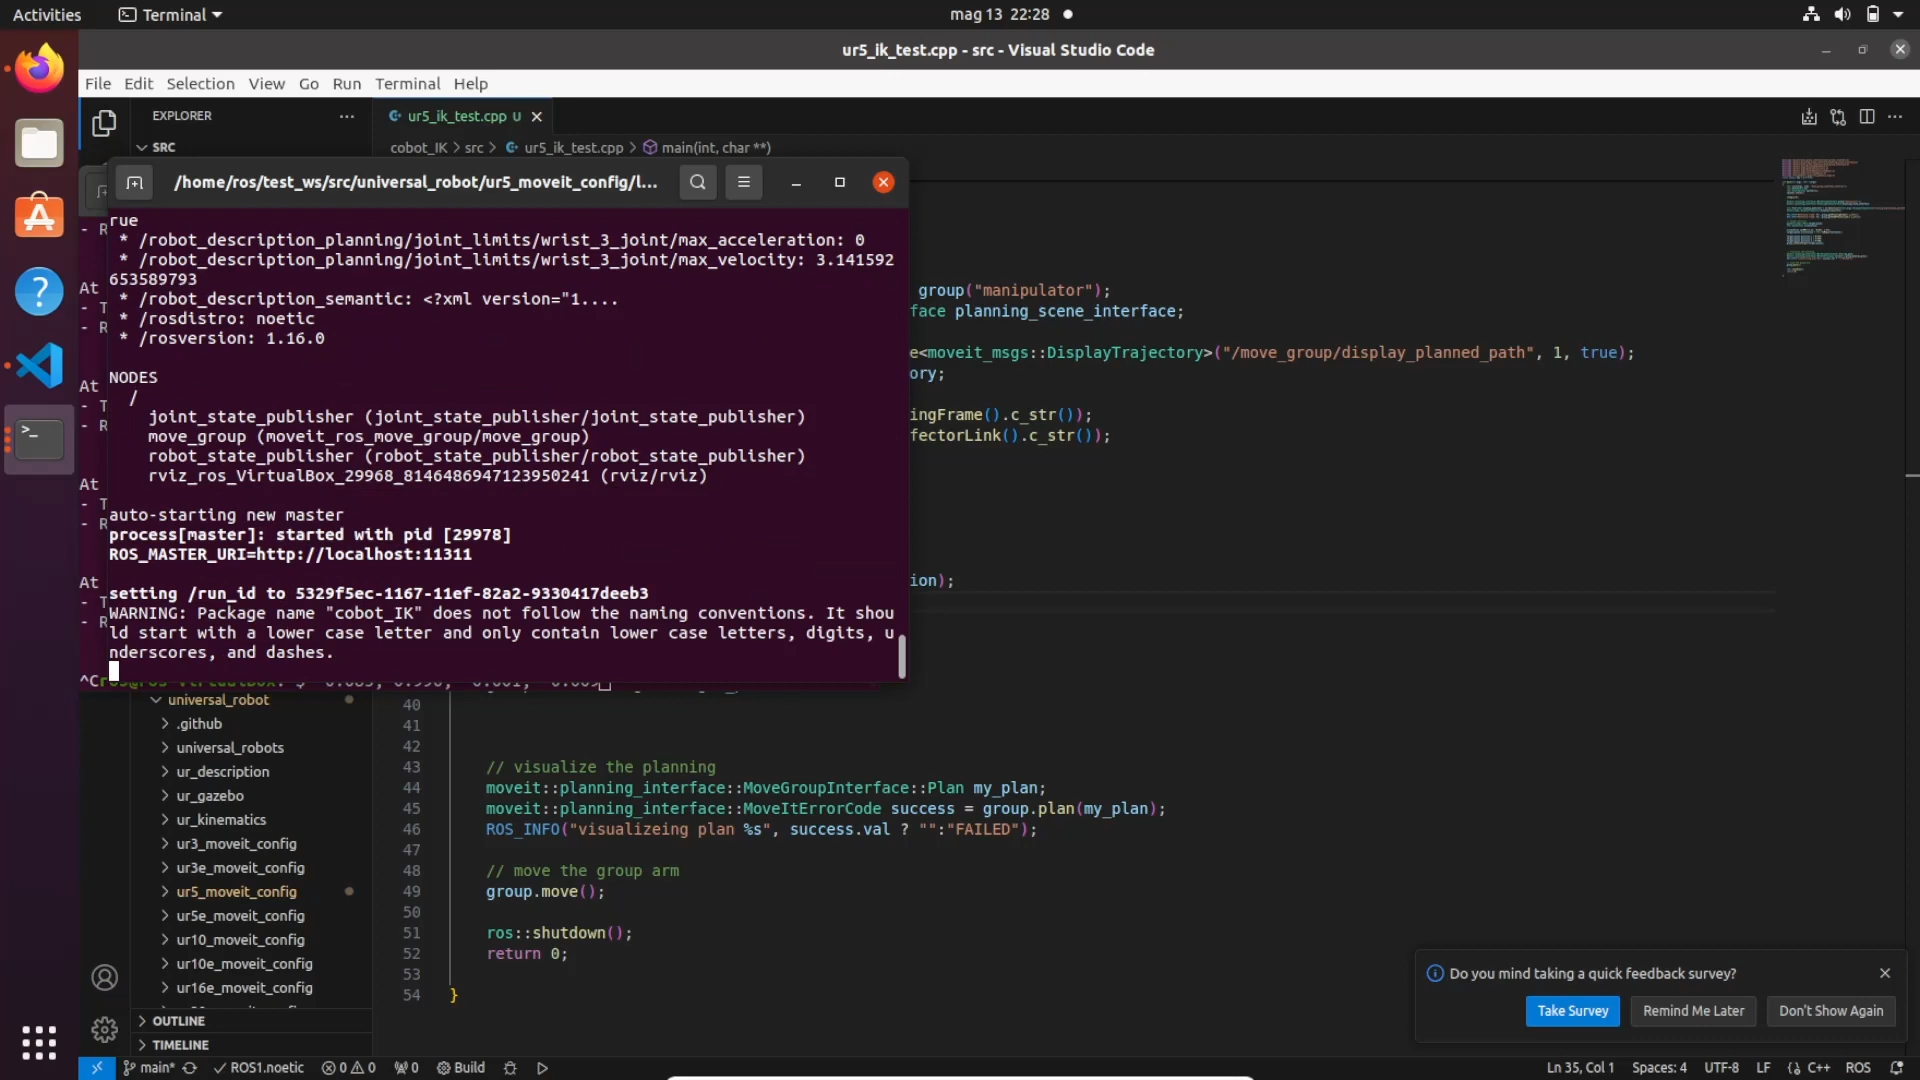 Activities
Terminal
mag 13 22:28
ur5_ik_test.cpp - src - Visual Studio Code
File Edit Selection View Go Run Terminal Help
EXPLORER
ur5_ik_test.cpp U
SRC
cobot_IK > src > ur5_ik_test.cpp > main(int, char **)
/home/ros/test_ws/src/universal_robot/ur5_moveit_config/l...
rue
* /robot_description_planning/joint_limits/wrist_3_joint/max_acceleration: 0
* /robot_description_planning/joint_limits/wrist_3_joint/max_velocity: 3.141592
653589793
* /robot_description_semantic: <?xml version="1....
* /rosdistro: noetic
* /rosversion: 1.16.0
NODES
/
joint_state_publisher (joint_state_publisher/joint_state_publisher)
move_group (moveit_ros_move_group/move_group)
robot_state_publisher (robot_state_publisher/robot_state_publisher)
rviz_ros_VirtualBox_29968_8146486947123950241 (rviz/rviz)
auto-starting new master
process[master]: started with pid [29978]
ROS_MASTER_URI=http://localhost:11311
setting /run_id to 5329f5ec-1167-11ef-82a2-9330417deeb3
WARNING: Package name "cobot_IK" does not follow the naming conventions. It shou
ld start with a lower case letter and only contain lower case letters, digits, u
nderscores, and dashes.
- R
At
- T
- R
At
- T
- R
At
- T
- R
At
- T
- R
^C
group("manipulator");
face planning_scene_interface;
e<moveit_msgs::DisplayTrajectory>("/move_group/display_planned_path", 1, true);
ory;
ingFrame().c_str());
fectorLink().c_str());
ion);
universal_robot
.github
universal_robots
ur_description
ur_gazebo
ur_kinematics
ur3_moveit_config
ur3e_moveit_config
ur5_moveit_config
ur5e_moveit_config
ur10_moveit_config
ur10e_moveit_config
ur16e_moveit_config
OUTLINE
TIMELINE
40
41
42
43 // visualize the planning
44 moveit::planning_interface::MoveGroupInterface::Plan my_plan;
45 moveit::planning_interface::MoveItErrorCode success = group.plan(my_plan);
46 ROS_INFO("visualizeing plan %s", success.val ? "":"FAILED");
47
48 // move the group arm
49 group.move();
50
51 ros::shutdown();
52 return 0;
53
54 }
Do you mind taking a quick feedback survey?
Take Survey
Remind Me Later
Don't Show Again
main* ROS1.noetic 0 0 0 Build
Ln 35, Col 1 Spaces: 4 UTF-8 LF {} C++ ROS